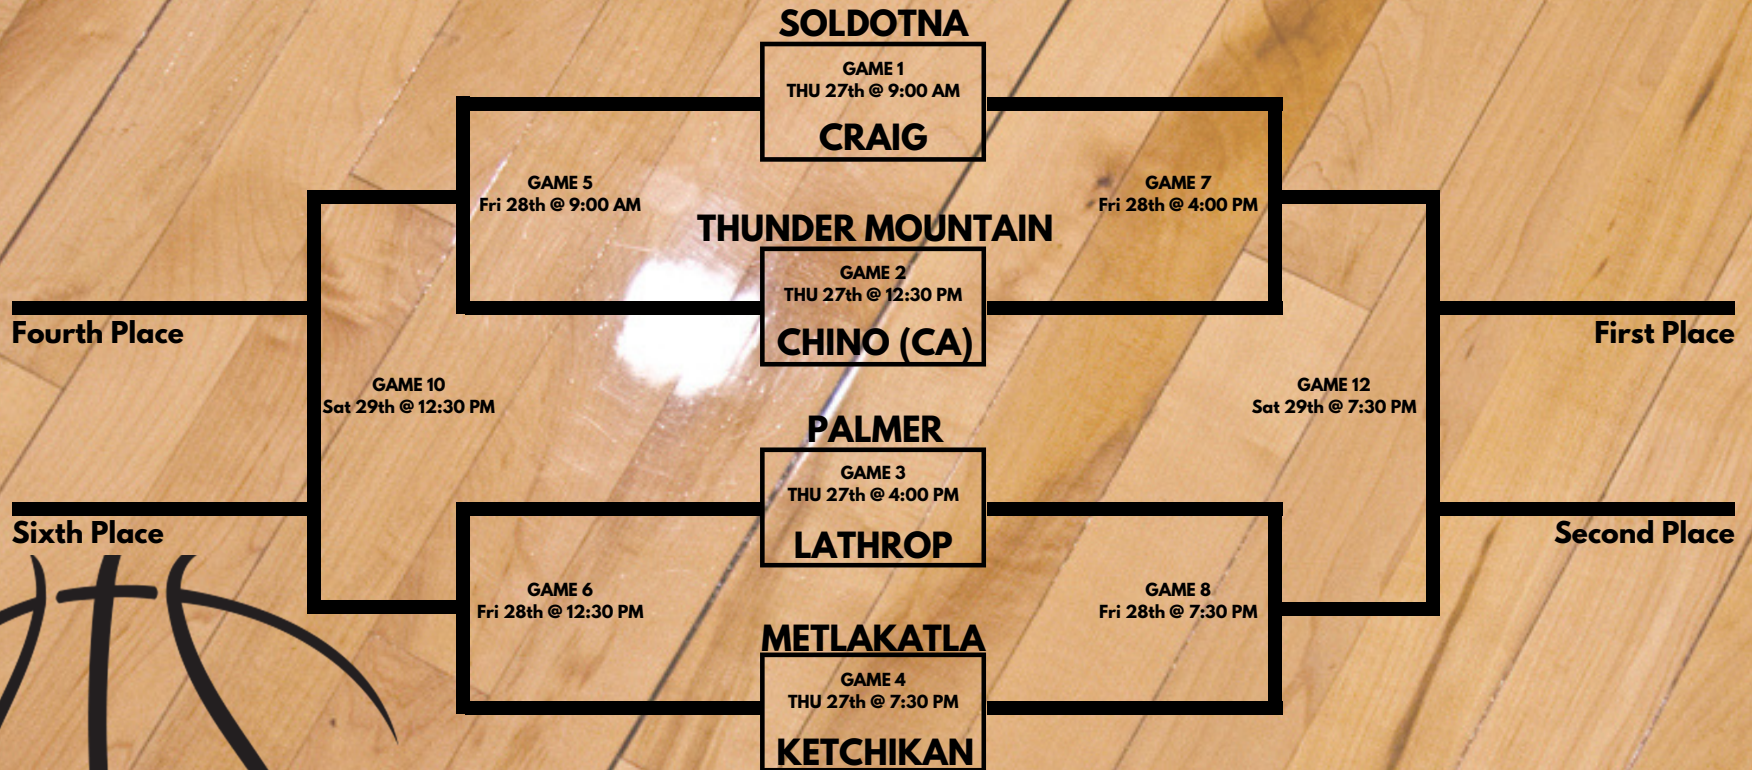 SOLDOTNA
GAME 1
THU 27th @ 9:00 AM
CRAIG
GAME 5
Fri 28th @ 9:00 AM
GAME 7
Fri 28th @ 4:00 PM
THUNDER MOUNTAIN
GAME 2
THU 27th @ 12:30 PM
CHINO (CA)
Fourth Place
First Place
GAME 10
Sat 29th @ 12:30 PM
GAME 12
Sat 29th @ 7:30 PM
PALMER
GAME 3
THU 27th @ 4:00 PM
LATHROP
Sixth Place
Second Place
GAME 6
Fri 28th @ 12:30 PM
GAME 8
Fri 28th @ 7:30 PM
METLAKATLA
GAME 4
THU 27th @ 7:30 PM
KETCHIKAN